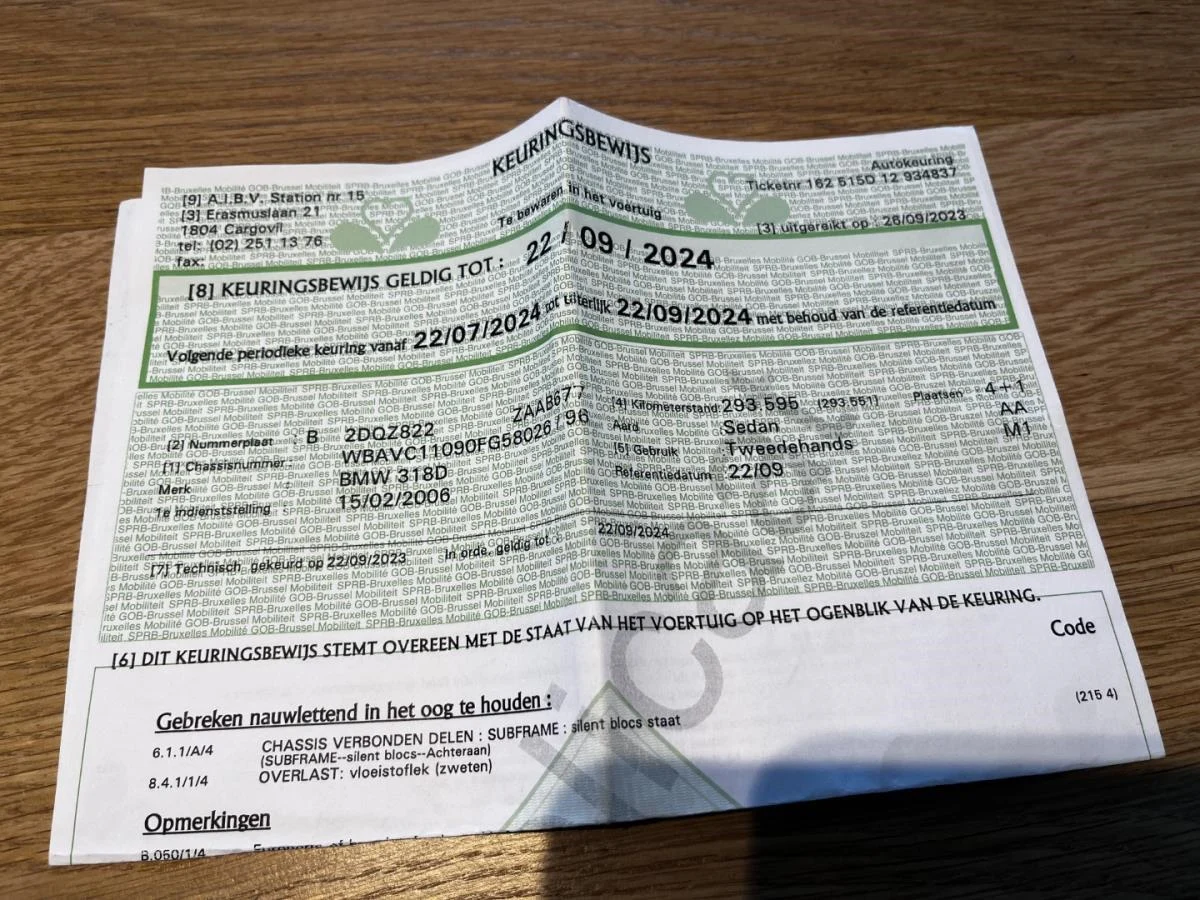 KEURINGSBEWIJS
Te bewaren in het voertuig
[9] A.I.B.V. Station nr 15
[3] Erasmuslaan 21
1804 Cargovil
tel: (02) 251 13 76
fax:
Autokeuring
Ticketnr 162 515D 12 934837
[3] uitgereikt op : 26/09/2023
[8] KEURINGSBEWIJS GELDIG TOT : 22 / 09 / 2024
Volgende periodieke keuring vanaf 22/07/2024 tot uiterlijk 22/09/2024 met behoud van de referentiedatum
[2] Nummerplaat : B 2DQZ822 ZAAB677
[1] Chassisnummer : WBAVC11090FG58026 / 96
Merk : BMW 318D
1e indienststelling : 15/02/2006
[4] Kilometerstand : 293.595 (293.551) Plaatsen : 4 + 1
Aard : Sedan AA
[5] Gebruik : Tweedehands M1
Referentiedatum : 22/09
[7] Technisch, gekeurd op 22/09/2023 In orde, geldig tot : 22/09/2024
[6] DIT KEURINGSBEWIJS STEMT OVEREEN MET DE STAAT VAN HET VOERTUIG OP HET OGENBLIK VAN DE KEURING.
Code
Gebreken nauwlettend in het oog te houden :
6.1.1/A/4 CHASSIS VERBONDEN DELEN : SUBFRAME : silent blocs staat (215 4)
(SUBFRAME--silent blocs--Achteraan)
8.4.1/1/4 OVERLAST: vloeistoflek (zweten)
Opmerkingen
8.050/1/4